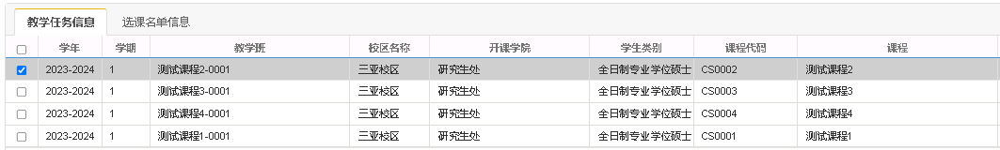 教学任务信息 选课名单信息
学年 学期 教学班 校区名称 开课学院 学生类别 课程代码 课程
2023-2024 1 测试课程2-0001 三亚校区 研究生处 全日制专业学位硕士 CS0002 测试课程2
2023-2024 1 测试课程3-0001 三亚校区 研究生处 全日制专业学位硕士 CS0003 测试课程3
2023-2024 1 测试课程4-0001 三亚校区 研究生处 全日制专业学位硕士 CS0004 测试课程4
2023-2024 1 测试课程1-0001 三亚校区 研究生处 全日制专业学位硕士 CS0001 测试课程1